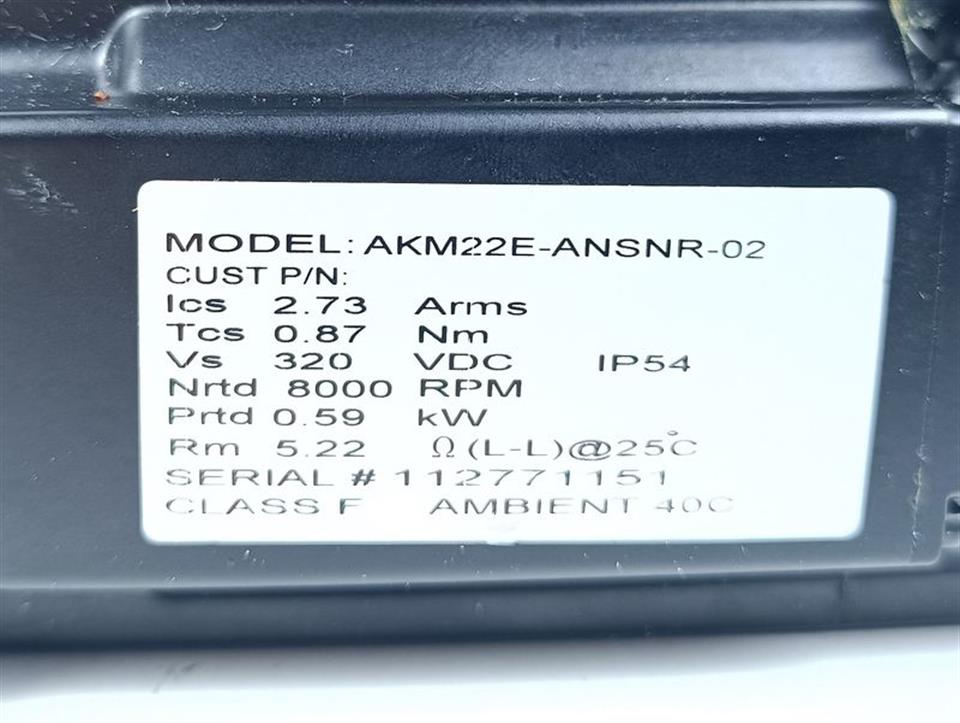 MODEL: AKM22E-ANSNR-02
CUST P/N:
Ics 2.73 Arms
Tcs 0.87 Nm
Vs 320 VDC IP54
Nrtd 8000 RPM
Prtd 0.59 kW
Rm 5.22 Ω(L-L)@25°C
SERIAL # 112771151
CLASS F AMBIENT 40C